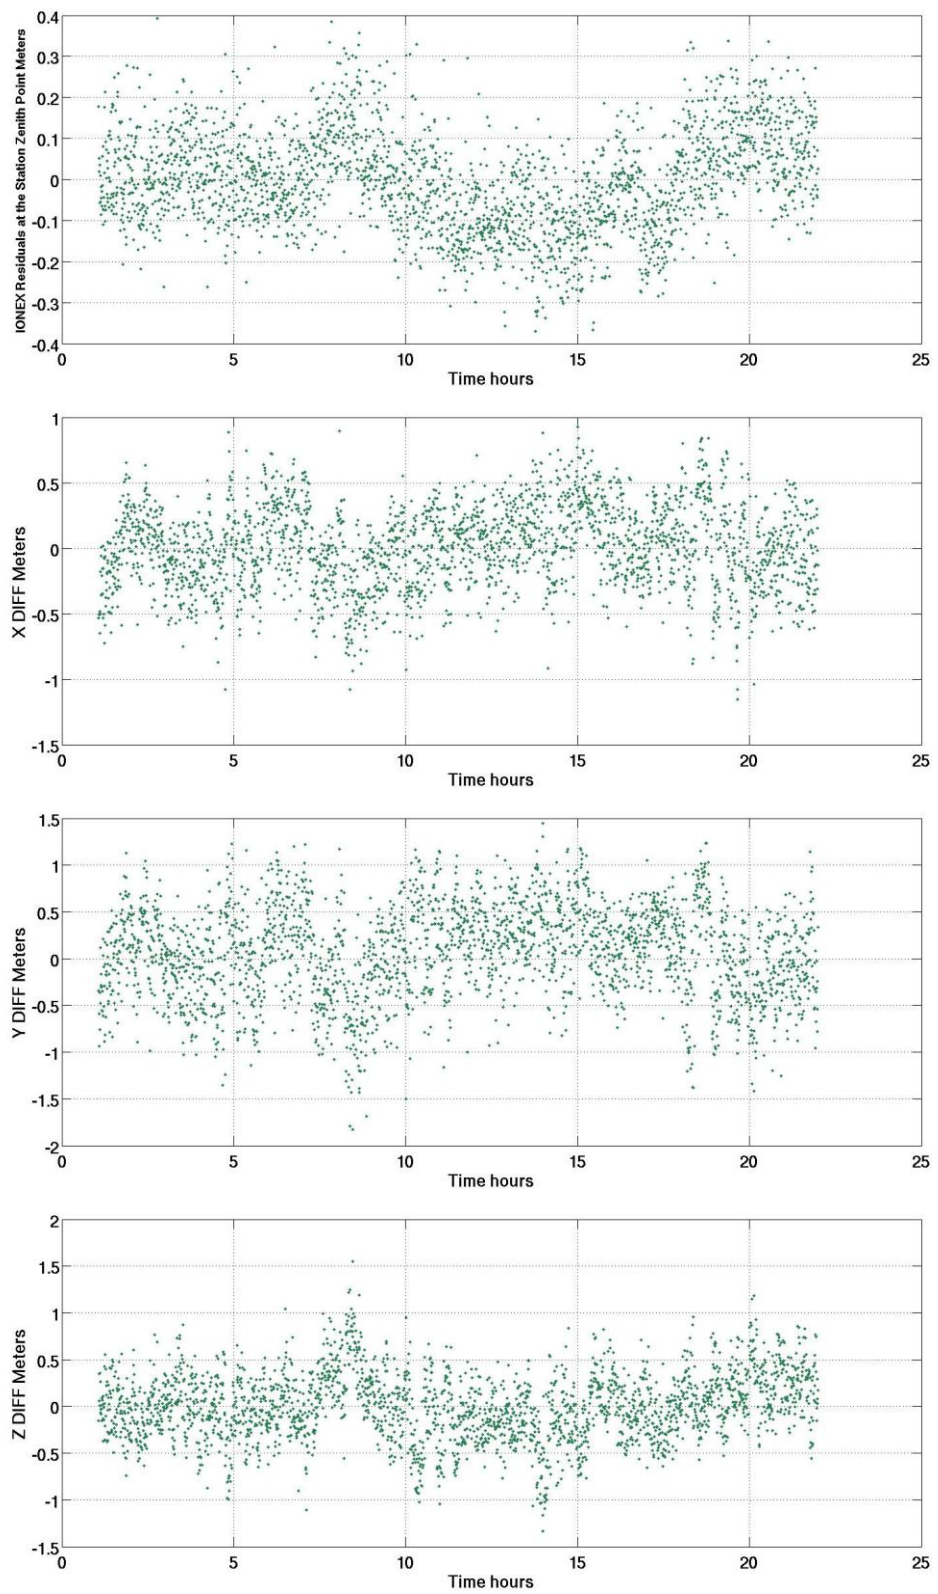 IONEX Residuals at the Station Zenith Point Meters
0.4
0.3
0.2
0.1
0
-0.1
-0.2
-0.3
-0.4
0 5 10 15 20 25
Time hours
X DIFF Meters
1
0.5
0
-0.5
-1
-1.5
0 5 10 15 20 25
Time hours
Y DIFF Meters
1.5
1
0.5
0
-0.5
-1
-1.5
-2
0 5 10 15 20 25
Time hours
Z DIFF Meters
2
1.5
1
0.5
0
-0.5
-1
-1.5
0 5 10 15 20 25
Time hours